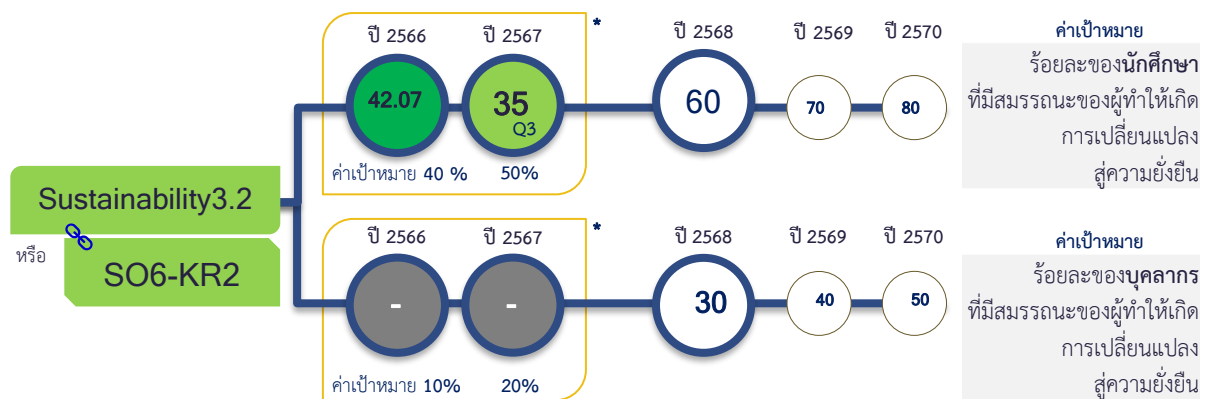 Sustainability3.2
หรือ
SO6-KR2
ปี 2566 ปี 2567 * ปี 2568 ปี 2569 ปี 2570
42.07 35 Q3 60 70 80
ค่าเป้าหมาย 40 % 50%
ค่าเป้าหมาย
ร้อยละของนักศึกษา
ที่มีสมรรถนะของผู้ทำให้เกิด
การเปลี่ยนแปลง
สู่ความยั่งยืน
ปี 2566 ปี 2567 * ปี 2568 ปี 2569 ปี 2570
- - 30 40 50
ค่าเป้าหมาย 10% 20%
ค่าเป้าหมาย
ร้อยละของบุคลากร
ที่มีสมรรถนะของผู้ทำให้เกิด
การเปลี่ยนแปลง
สู่ความยั่งยืน